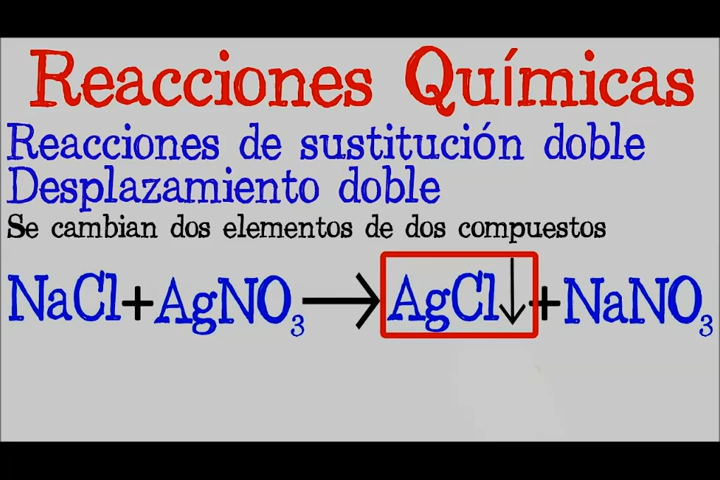 Reacciones Químicas
Reacciones de sustitución doble
Desplazamiento doble
Se cambian dos elementos de dos compuestos
NaCl+AgNO₃→AgCl↓+NaNO₃